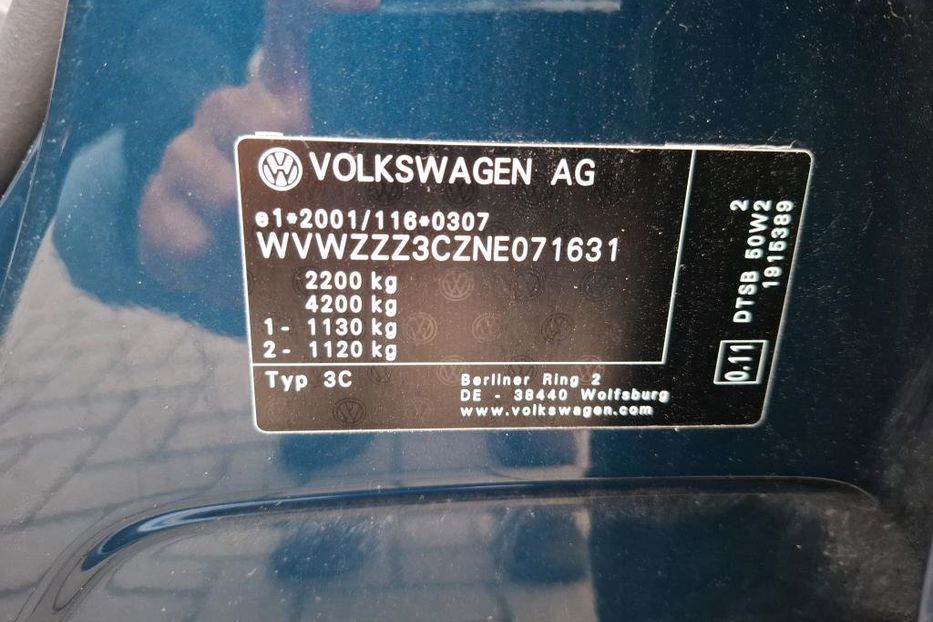 VOLKSWAGEN AG
e1*2001/116*0307
WVWZZZ3CZNE071631
2200 kg
4200 kg
1- 1130 kg
2- 1120 kg
Typ 3C
Berliner Ring 2
DE - 38440 Wolfsburg
www.volkswagen.com
0.11
DTSB 50W2 2
1915389